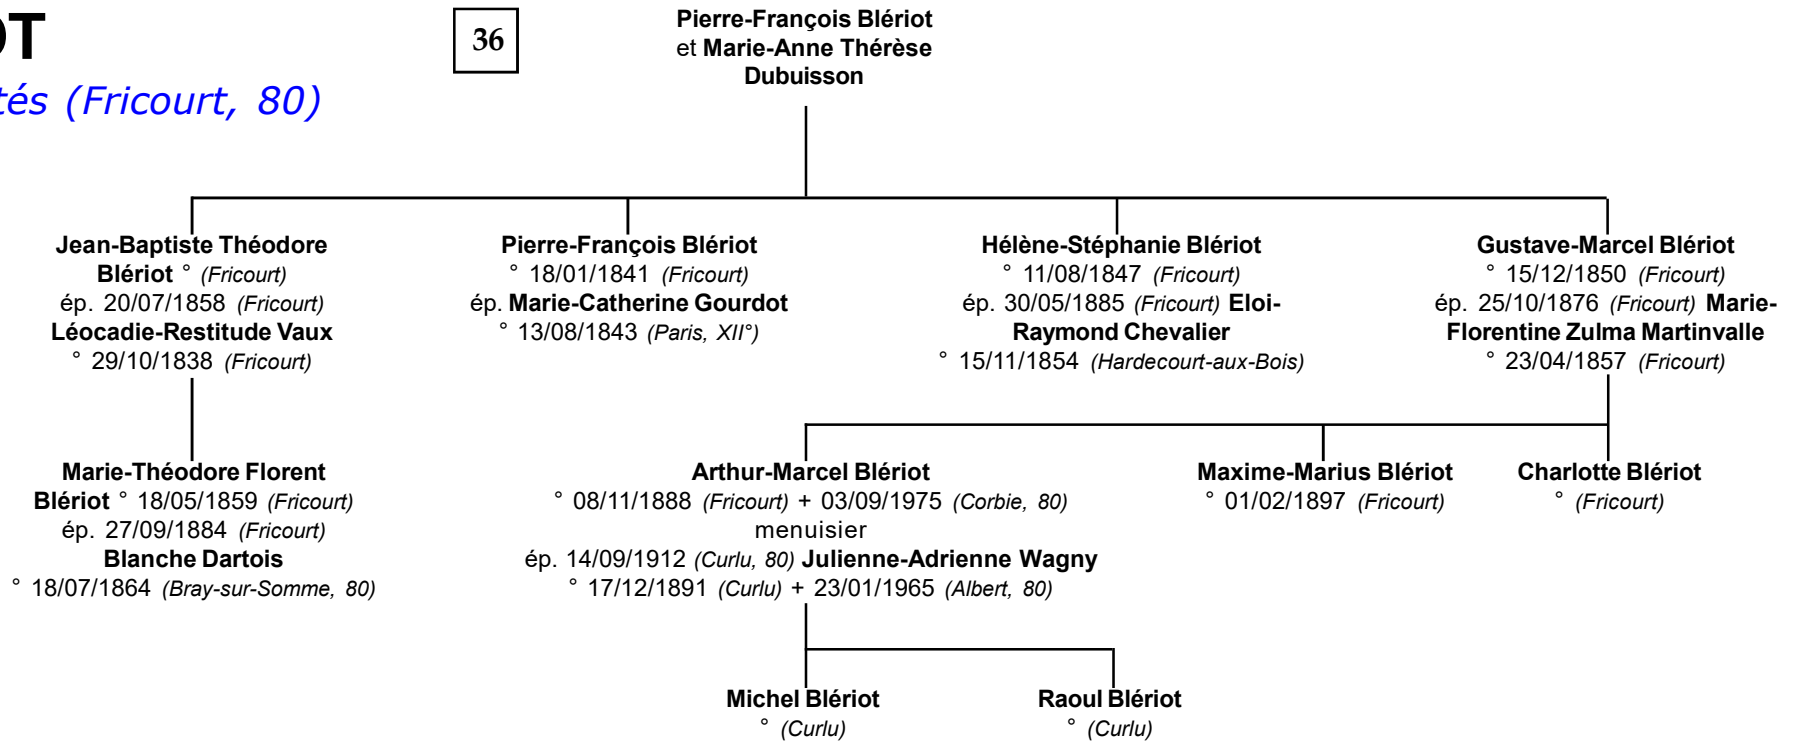 OT
tés (Fricourt, 80)
36
Pierre-François Blériot
et Marie-Anne Thérèse
Dubuisson
Jean-Baptiste Théodore
Blériot ° (Fricourt)
ép. 20/07/1858 (Fricourt)
Léocadie-Restitude Vaux
° 29/10/1838 (Fricourt)
Pierre-François Blériot
° 18/01/1841 (Fricourt)
ép. Marie-Catherine Gourdot
° 13/08/1843 (Paris, XII°)
Hélène-Stéphanie Blériot
° 11/08/1847 (Fricourt)
ép. 30/05/1885 (Fricourt) Eloi-
Raymond Chevalier
° 15/11/1854 (Hardecourt-aux-Bois)
Gustave-Marcel Blériot
° 15/12/1850 (Fricourt)
ép. 25/10/1876 (Fricourt) Marie-
Florentine Zulma Martinvalle
° 23/04/1857 (Fricourt)
Marie-Théodore Florent
Blériot ° 18/05/1859 (Fricourt)
ép. 27/09/1884 (Fricourt)
Blanche Dartois
° 18/07/1864 (Bray-sur-Somme, 80)
Arthur-Marcel Blériot
° 08/11/1888 (Fricourt) + 03/09/1975 (Corbie, 80)
menuisier
ép. 14/09/1912 (Curlu, 80) Julienne-Adrienne Wagny
° 17/12/1891 (Curlu) + 23/01/1965 (Albert, 80)
Maxime-Marius Blériot
° 01/02/1897 (Fricourt)
Charlotte Blériot
° (Fricourt)
Michel Blériot
° (Curlu)
Raoul Blériot
° (Curlu)